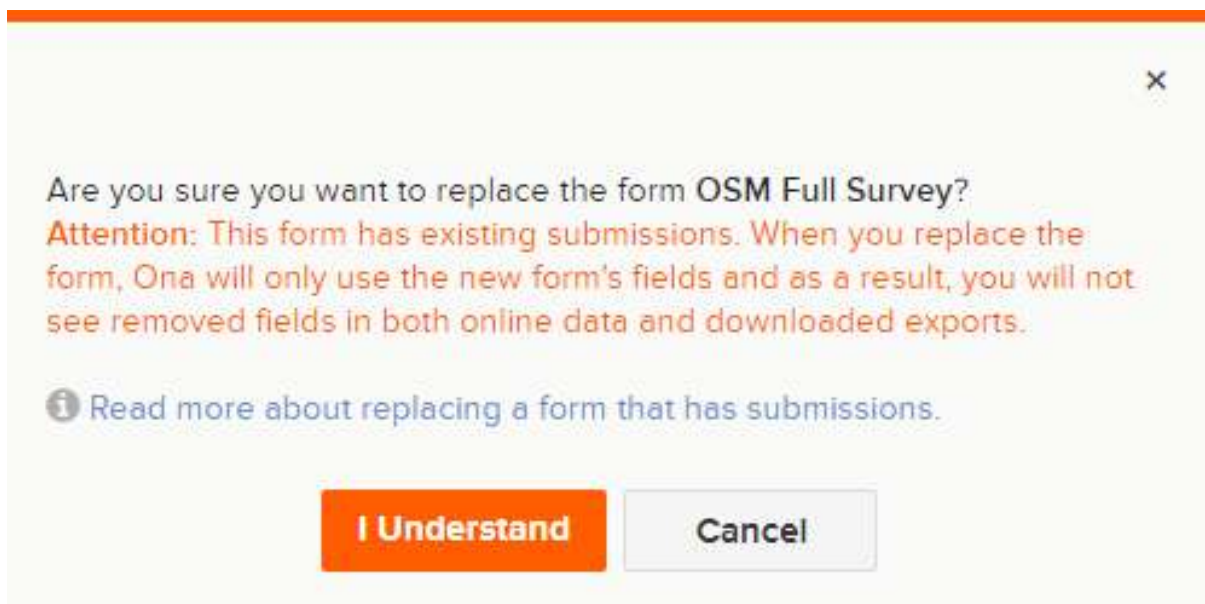 ×
Are you sure you want to replace the form OSM Full Survey?
Attention: This form has existing submissions. When you replace the
form, Ona will only use the new form's fields and as a result, you will not
see removed fields in both online data and downloaded exports.
Read more about replacing a form that has submissions.
I Understand
Cancel